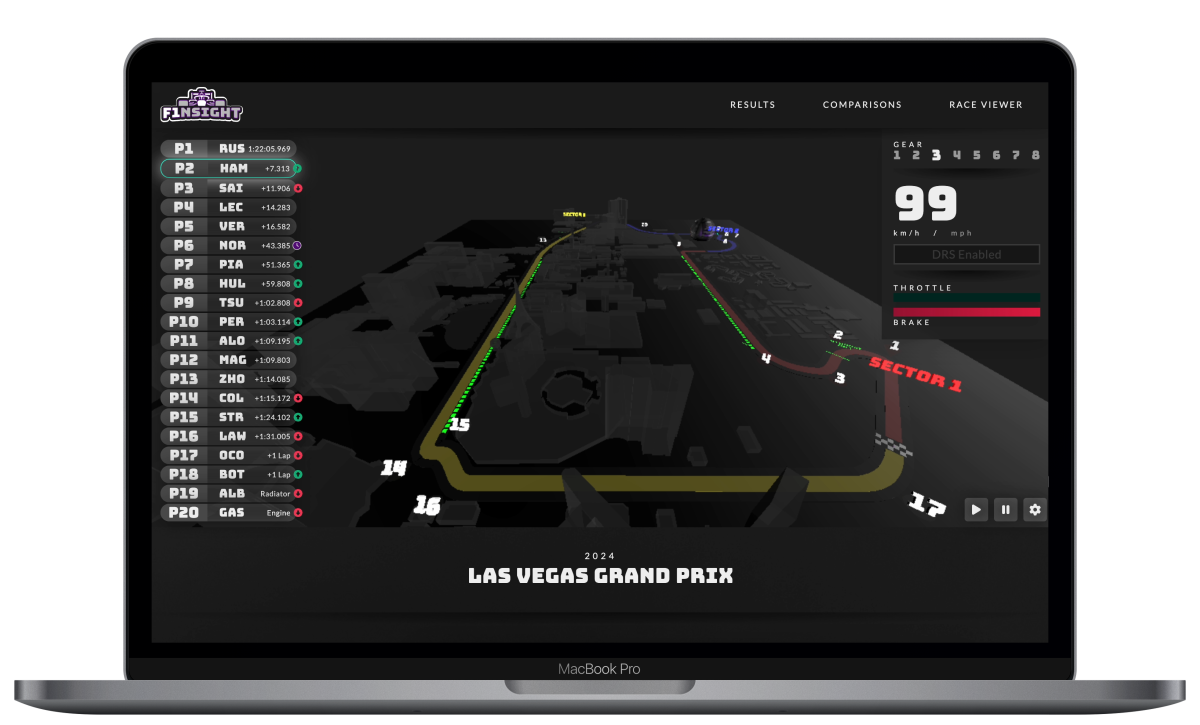 F1NSIGHT
RESULTS COMPARISONS RACE VIEWER
P1 RUS 1:22:05.969
P2 HAM +7.313
P3 SAI +11.906
P4 LEC +14.283
P5 VER +16.582
P6 NOR +43.385
P7 PIA +51.365
P8 HUL +59.808
P9 TSU +1:02.808
P10 PER +1:03.114
P11 ALO +1:09.195
P12 MAG +1:09.803
P13 ZHO +1:14.085
P14 COL +1:15.172
P15 STR +1:24.102
P16 LAW +1:31.005
P17 OCO +1 Lap
P18 BOT +1 Lap
P19 ALB Radiator
P20 GAS Engine
GEAR
1 2 3 4 5 6 7 8
99
km/h / mph
DRS Enabled
THROTTLE
BRAKE
13
5
2
1
4
3
SECTOR 1
15
14
16
17
2024
LAS VEGAS GRAND PRIX
MacBook Pro